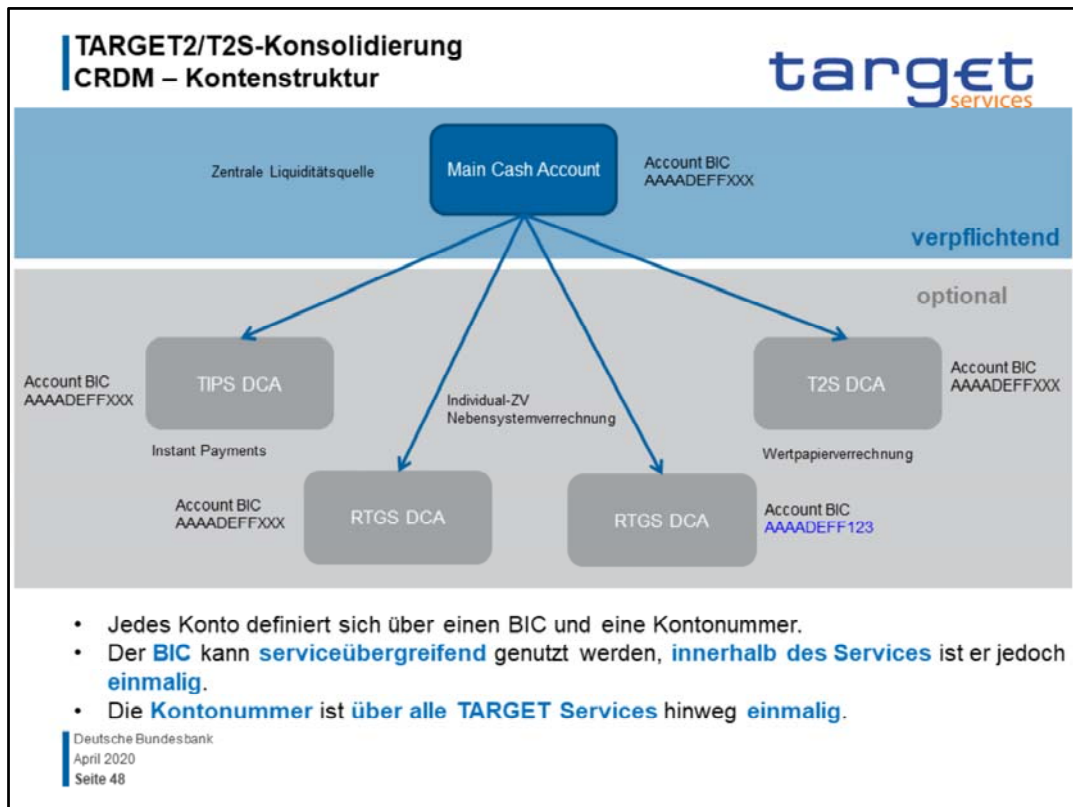 TARGET2/T2S-Konsolidierung
CRDM – Kontenstruktur
target
services
Zentrale Liquiditätsquelle
Main Cash Account
Account BIC
AAAADEFFXXX
verpflichtend
optional
Account BIC
AAAADEFFXXX
TIPS DCA
Instant Payments
Individual-ZV
Nebensystemverrechnung
T2S DCA
Account BIC
AAAADEFFXXX
Wertpapierverrechnung
Account BIC
AAAADEFFXXX
RTGS DCA
RTGS DCA
Account BIC
AAAADEFF123
• Jedes Konto definiert sich über einen BIC und eine Kontonummer.
• Der BIC kann serviceübergreifend genutzt werden, innerhalb des Services ist er jedoch
einmalig.
• Die Kontonummer ist über alle TARGET Services hinweg einmalig.
Deutsche Bundesbank
April 2020
Seite 48